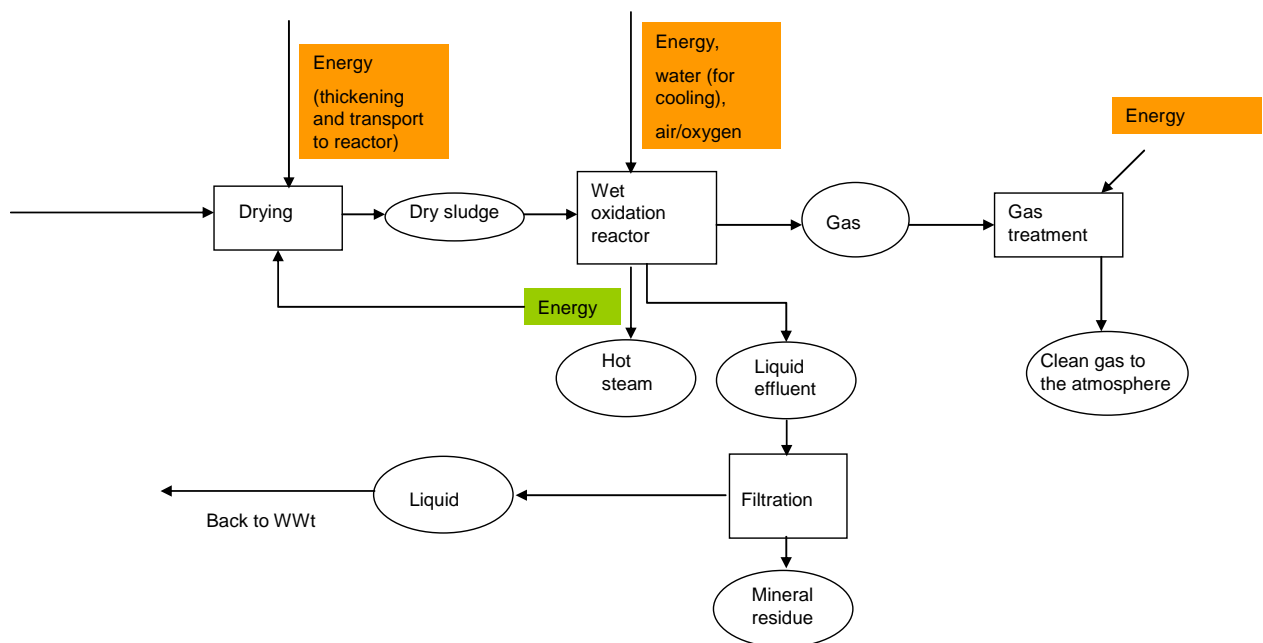 Energy
(thickening
and transport
to reactor)
Energy,
water (for
cooling),
air/oxygen
Energy
Drying
Dry sludge
Wet
oxidation
reactor
Gas
Gas
treatment
Energy
Hot
steam
Liquid
effluent
Clean gas to
the atmosphere
Liquid
Filtration
Back to WWt
Mineral
residue